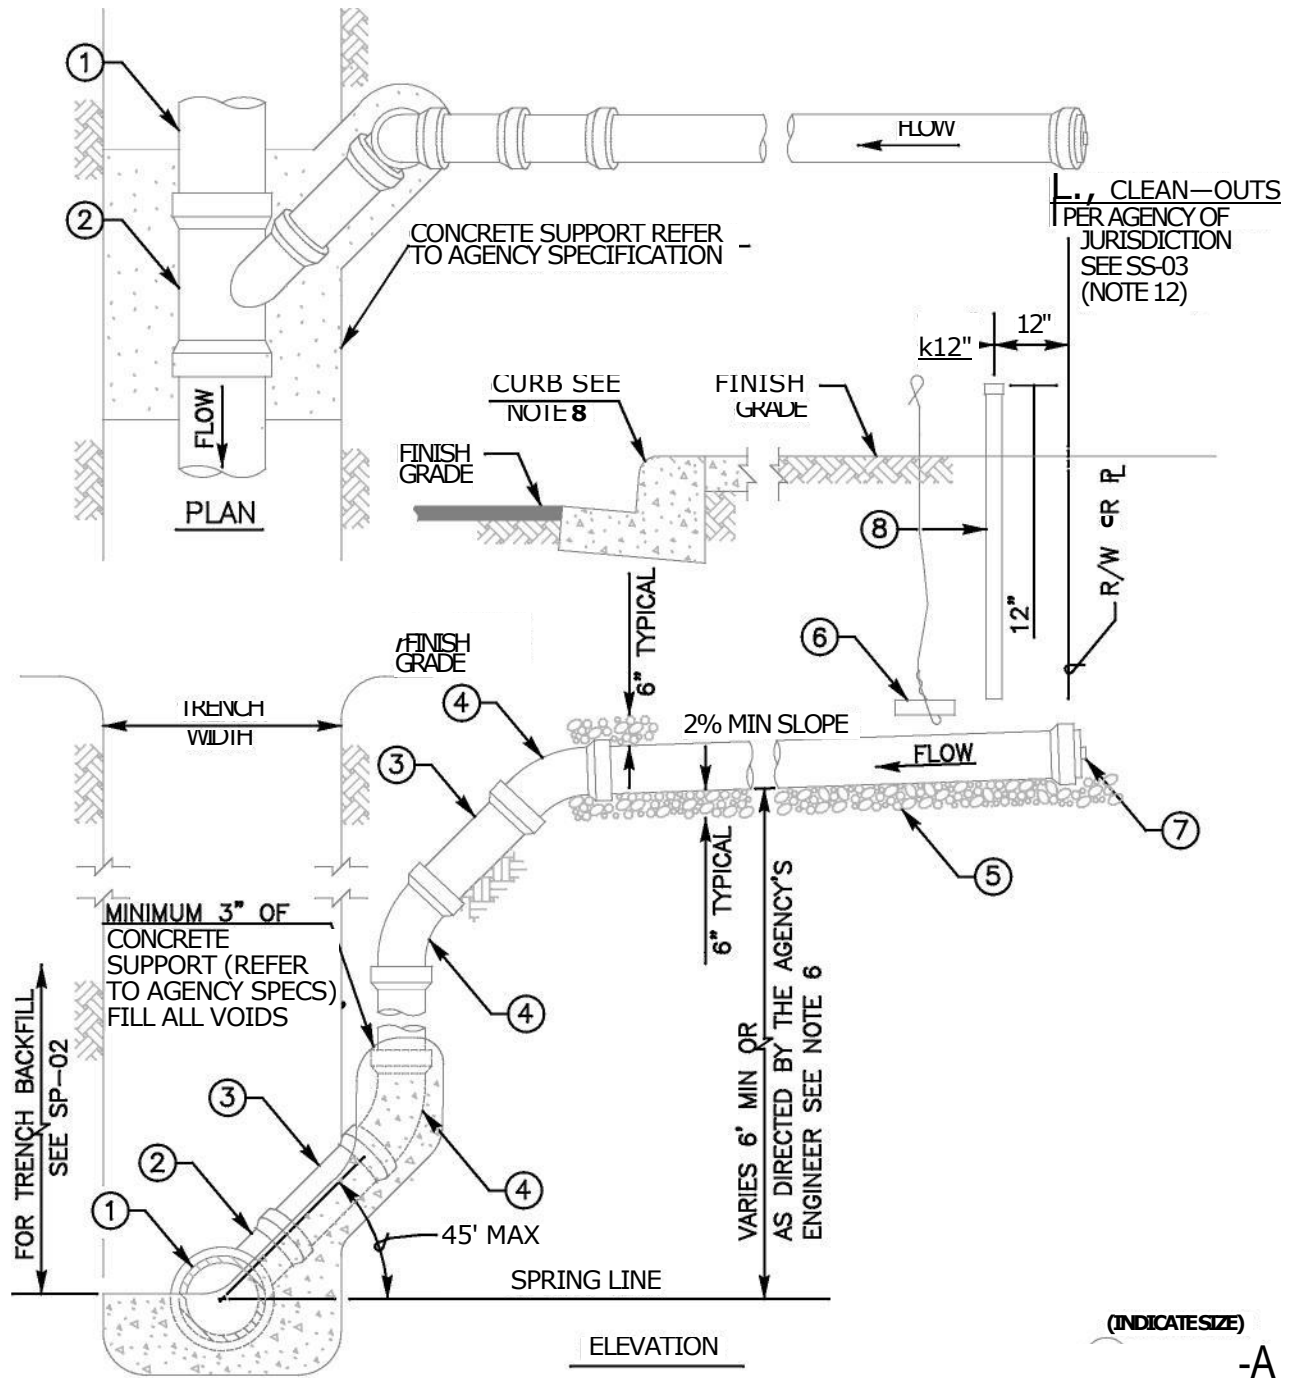 1
FLOW
L., CLEAN—OUTS
PER AGENCY OF
JURISDICTION
SEE SS-03
(NOTE 12)
2
CONCRETE SUPPORT REFER
TO AGENCY SPECIFICATION
12"
k12"
FLOW
CURB SEE
NOTE 8
FINISH
GRADE
FINISH
GRADE
PLAN
8
R/W OR PL
12"
6" TYPICAL
6
FINISH
GRADE
4
TRENCH
WIDTH
2% MIN SLOPE
3
FLOW
7
5
6" TYPICAL
MINIMUM 3" OF
CONCRETE
SUPPORT (REFER
TO AGENCY SPECS)
FILL ALL VOIDS
4
FOR TRENCH BACKFILL
SEE SP-02
VARIES 6' MIN OR
AS DIRECTED BY THE AGENCY'S
ENGINEER SEE NOTE 6
3
2
4
1
45' MAX
SPRING LINE
ELEVATION
(INDICATE SIZE)
-A